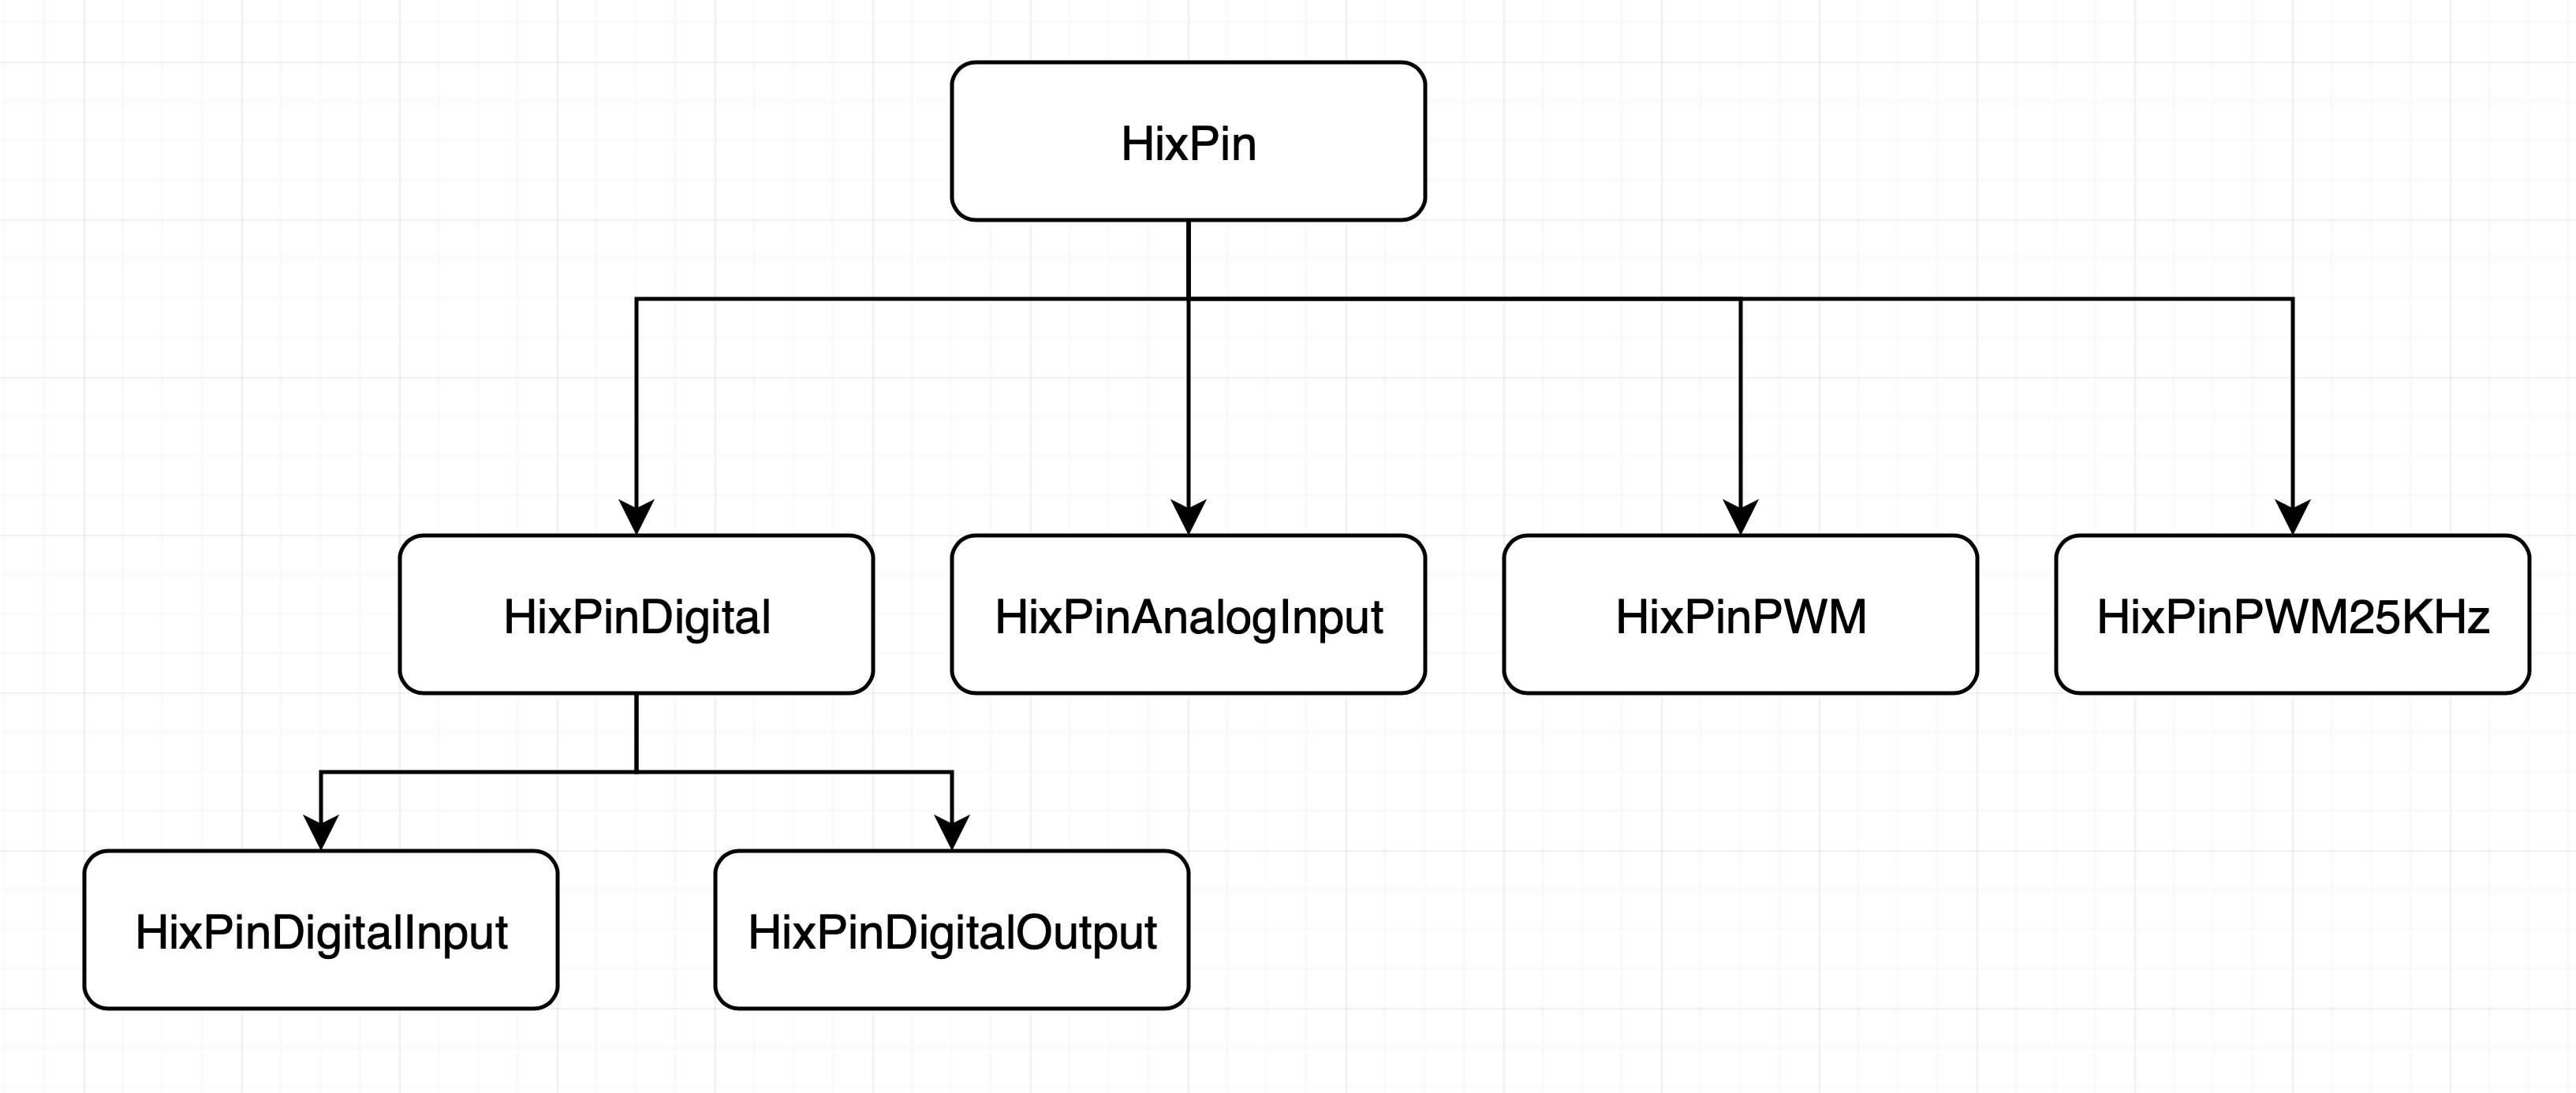 HixPin
HixPinDigital
HixPinAnalogInput
HixPinPWM
HixPinPWM25KHz
HixPinDigitalInput
HixPinDigitalOutput